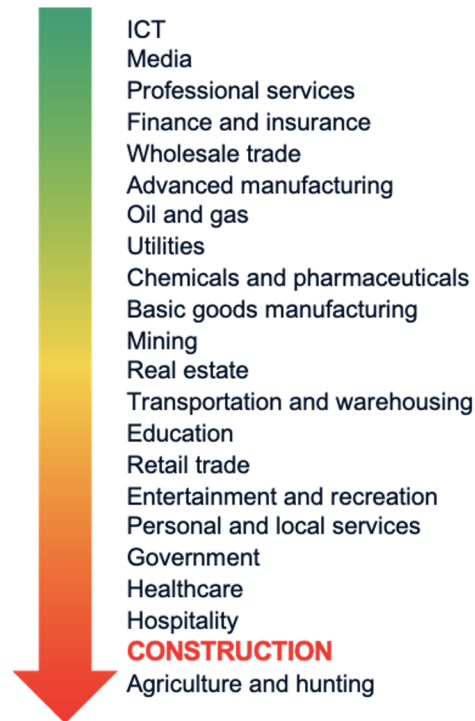 ICT
Media
Professional services
Finance and insurance
Wholesale trade
Advanced manufacturing
Oil and gas
Utilities
Chemicals and pharmaceuticals
Basic goods manufacturing
Mining
Real estate
Transportation and warehousing
Education
Retail trade
Entertainment and recreation
Personal and local services
Government
Healthcare
Hospitality
CONSTRUCTION
Agriculture and hunting